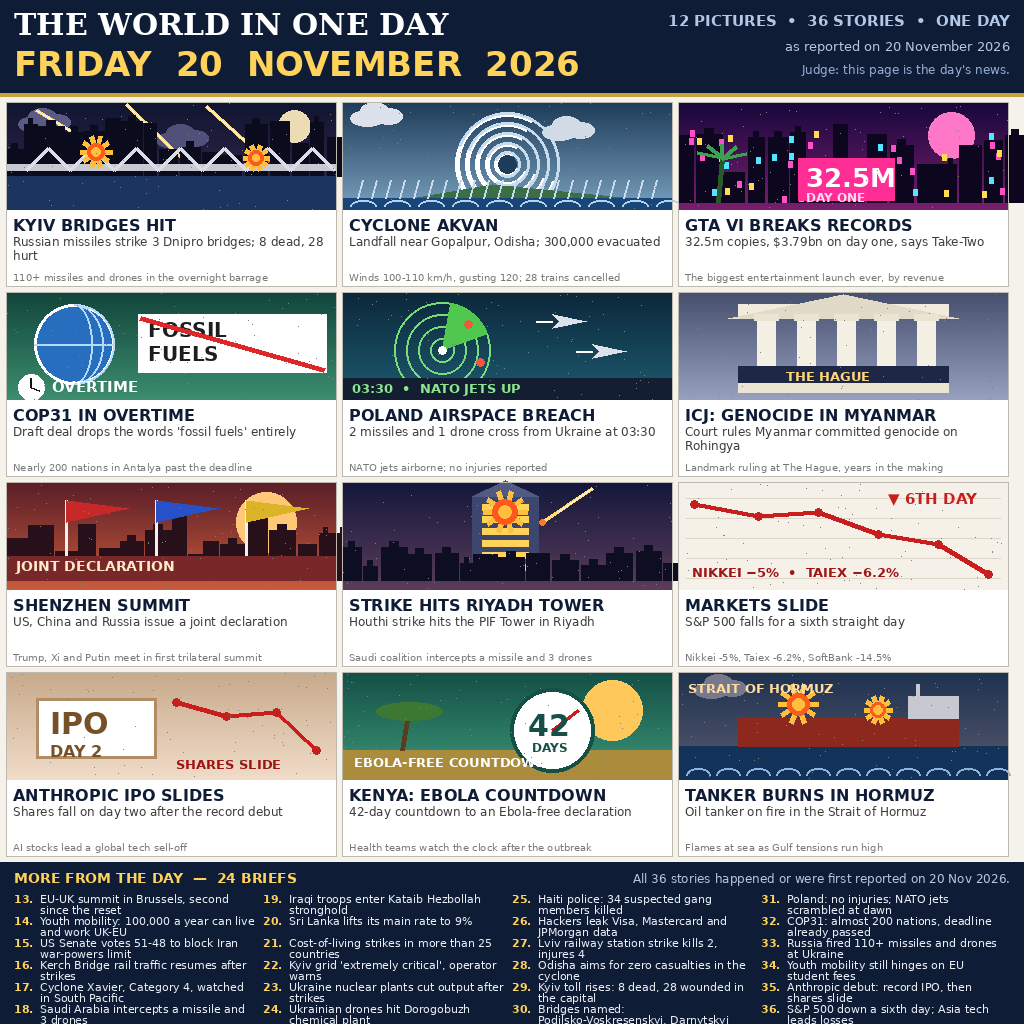 THE WORLD IN ONE DAY
FRIDAY 20 NOVEMBER 2026
12 PICTURES • 36 STORIES • ONE DAY
as reported on 20 November 2026
Judge: this page is the day's news.
KYIV BRIDGES HIT
Russian missiles strike 3 Dnipro bridges; 8 dead, 28
hurt
110+ missiles and drones in the overnight barrage
CYCLONE AKVAN
Landfall near Gopalpur, Odisha; 300,000 evacuated
Winds 100-110 km/h, gusting 120; 28 trains cancelled
32.5M
DAY ONE
GTA VI BREAKS RECORDS
32.5m copies, $3.79bn on day one, says Take-Two
The biggest entertainment launch ever, by revenue
FOSSIL
FUELS
OVERTIME
COP31 IN OVERTIME
Draft deal drops the words 'fossil fuels' entirely
Nearly 200 nations in Antalya past the deadline
03:30 • NATO JETS UP
POLAND AIRSPACE BREACH
2 missiles and 1 drone cross from Ukraine at 03:30
NATO jets airborne; no injuries reported
THE HAGUE
ICJ: GENOCIDE IN MYANMAR
Court rules Myanmar committed genocide on
Rohingya
Landmark ruling at The Hague, years in the making
JOINT DECLARATION
SHENZHEN SUMMIT
US, China and Russia issue a joint declaration
Trump, Xi and Putin meet in first trilateral summit
STRIKE HITS RIYADH TOWER
Houthi strike hits the PIF Tower in Riyadh
Saudi coalition intercepts a missile and 3 drones
▼ 6TH DAY
NIKKEI −5% • TAIEX −6.2%
MARKETS SLIDE
S&P 500 falls for a sixth straight day
Nikkei -5%, Taiex -6.2%, SoftBank -14.5%
IPO
DAY 2
SHARES SLIDE
ANTHROPIC IPO SLIDES
Shares fall on day two after the record debut
AI stocks lead a global tech sell-off
42
DAYS
EBOLA-FREE COUNTDOWN
KENYA: EBOLA COUNTDOWN
42-day countdown to an Ebola-free declaration
Health teams watch the clock after the outbreak
STRAIT OF HORMUZ
TANKER BURNS IN HORMUZ
Oil tanker on fire in the Strait of Hormuz
Flames at sea as Gulf tensions run high
MORE FROM THE DAY — 24 BRIEFS
All 36 stories happened or were first reported on 20 Nov 2026.
13. EU-UK summit in Brussels, second
since the reset
14. Youth mobility: 100,000 a year can live
and work UK-EU
15. US Senate votes 51-48 to block Iran
war-powers limit
16. Kerch Bridge rail traffic resumes after
strikes
17. Cyclone Xavier, Category 4, watched
in South Pacific
18. Saudi Arabia intercepts a missile and
3 drones
19. Iraqi troops enter Kataib Hezbollah
stronghold
20. Sri Lanka lifts its main rate to 9%
21. Cost-of-living strikes in more than 25
countries
22. Kyiv grid 'extremely critical', operator
warns
23. Ukraine nuclear plants cut output after
strikes
24. Ukrainian drones hit Dorogobuzh
chemical plant
25. Haiti police: 34 suspected gang
members killed
26. Hackers leak Visa, Mastercard and
JPMorgan data
27. Lviv railway station strike kills 2,
injures 4
28. Odisha aims for zero casualties in the
cyclone
29. Kyiv toll rises: 8 dead, 28 wounded in
the capital
30. Bridges named:
Podilsko-Voskresenskyi, Darnytskyi
31. Poland: no injuries; NATO jets
scrambled at dawn
32. COP31: almost 200 nations, deadline
already passed
33. Russia fired 110+ missiles and drones
at Ukraine
34. Youth mobility still hinges on EU
student fees
35. Anthropic debut: record IPO, then
shares slide
36. S&P 500 down a sixth day; Asia tech
leads losses